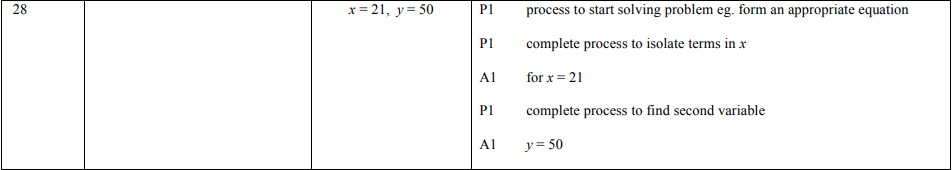 28 x = 21, y = 50 P1 process to start solving problem eg. form an appropriate equation
P1 complete process to isolate terms in x
A1 for x = 21
P1 complete process to find second variable
A1 y = 50